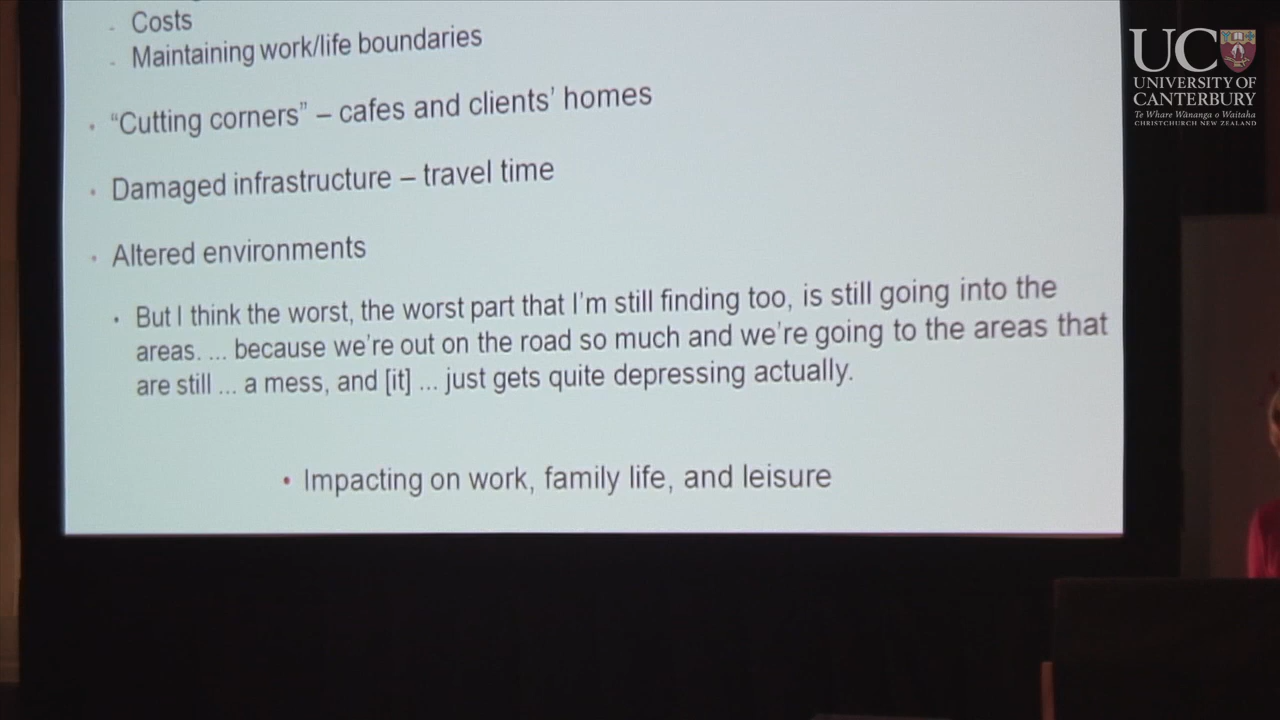 - Costs
- Maintaining work/life boundaries
• “Cutting corners” – cafes and clients’ homes
• Damaged infrastructure – travel time
• Altered environments
• But I think the worst, the worst part that I’m still finding too, is still going into the
areas. ... because we’re out on the road so much and we’re going to the areas that
are still ... a mess, and [it] ... just gets quite depressing actually.
• Impacting on work, family life, and leisure
UC
UNIVERSITY OF
CANTERBURY
Te Whare Wānanga o Waitaha
CHRISTCHURCH NEW ZEALAND